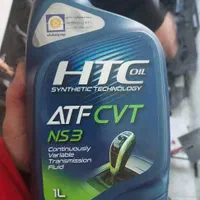 HTC OIL
SYNTHETIC TECHNOLOGY
ATF CVT
NS3
Continuously
Variable
Transmission
Fluid
1L